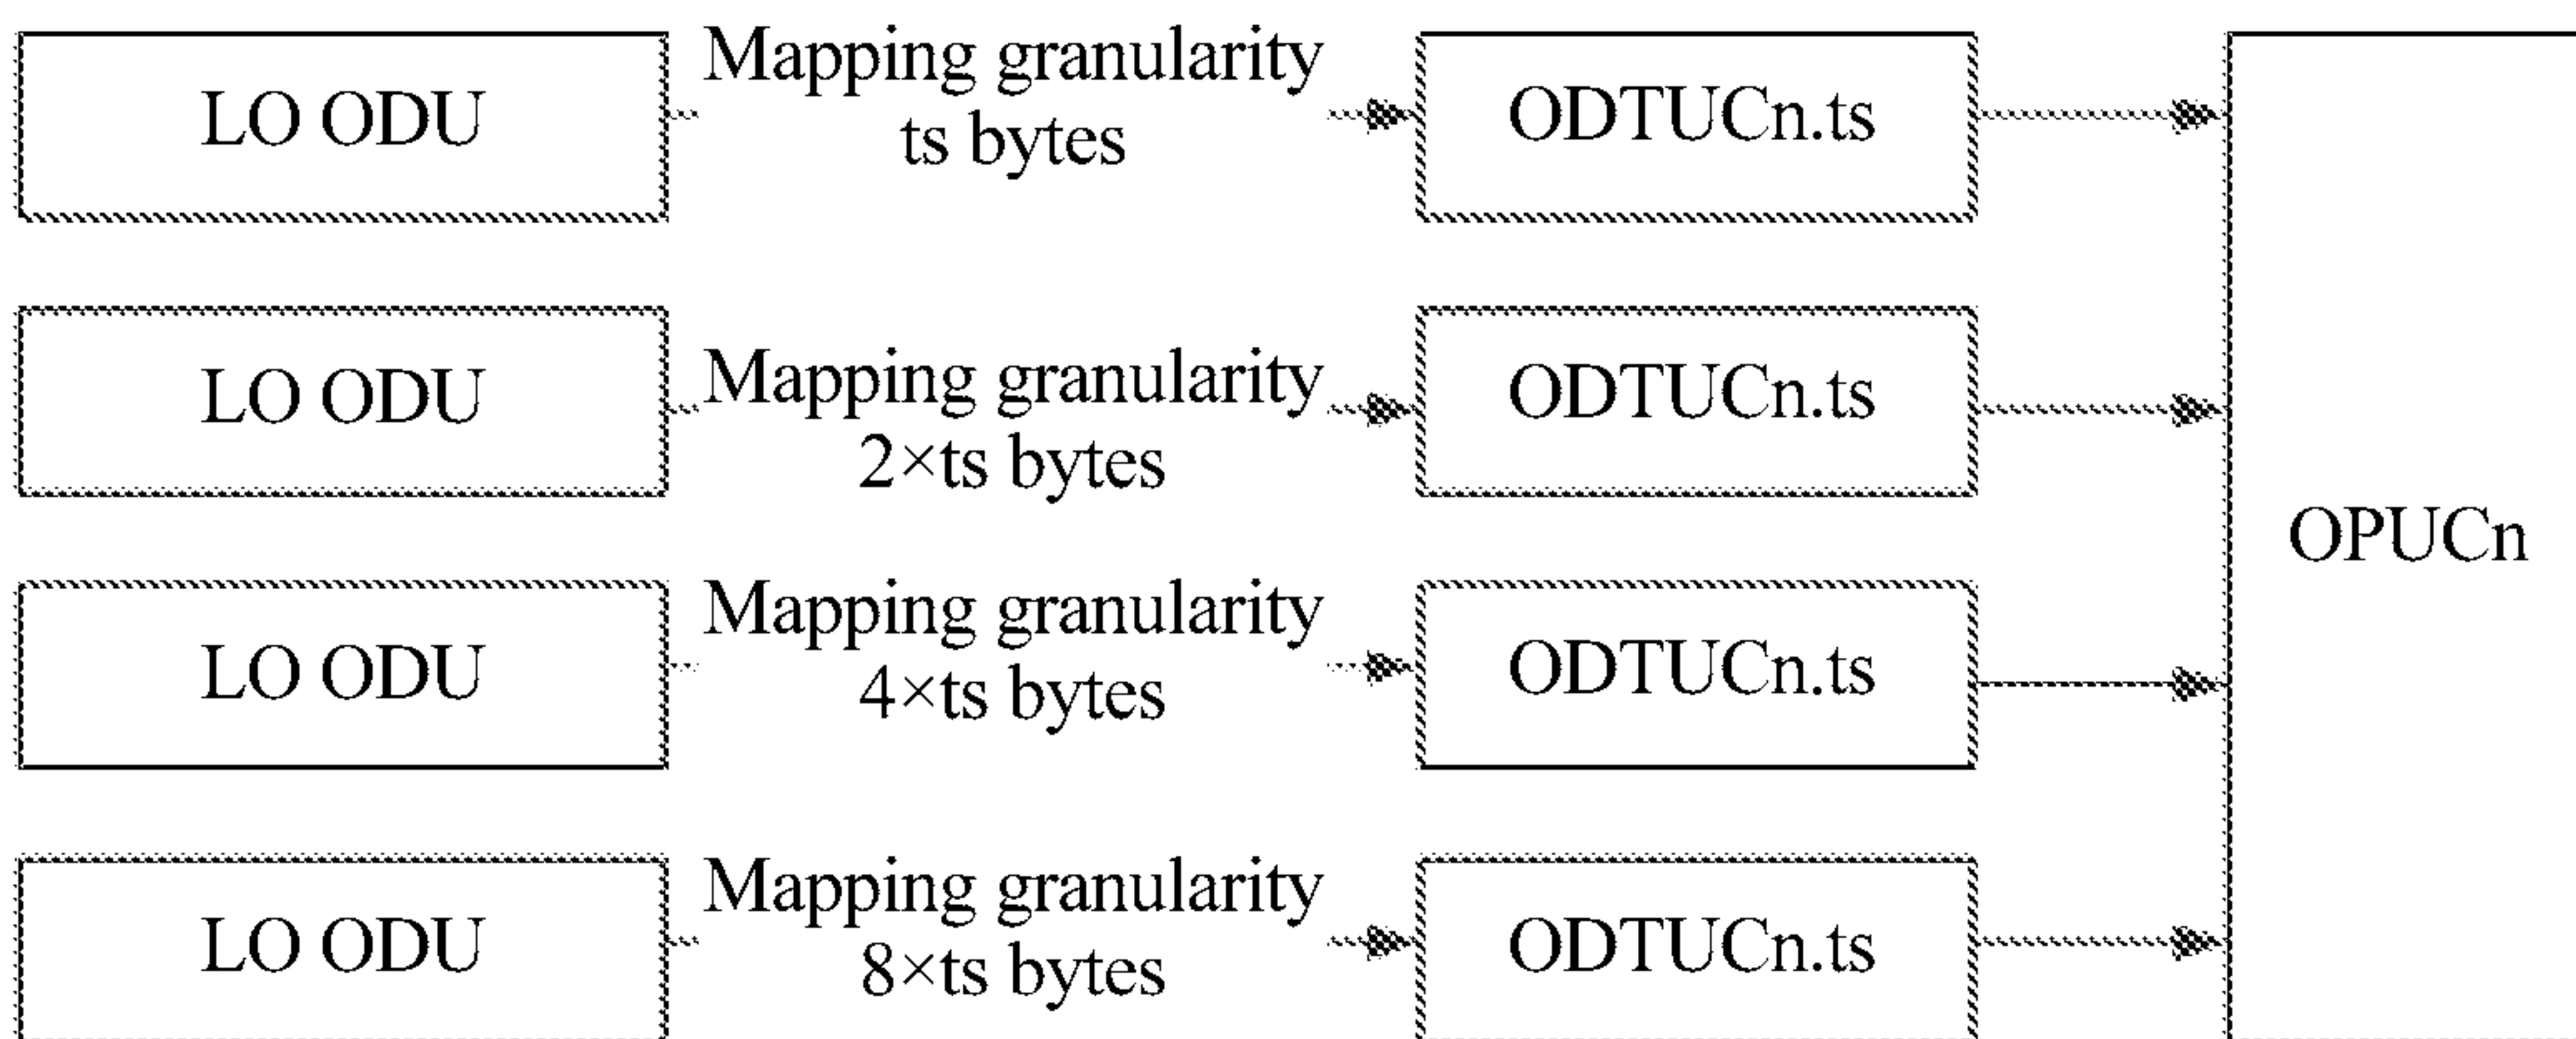 LO ODU
Mapping granularity
ts bytes
ODTUCn.ts
LO ODU
Mapping granularity
2×ts bytes
ODTUCn.ts
OPUCn
LO ODU
Mapping granularity
4×ts bytes
ODTUCn.ts
LO ODU
Mapping granularity
8×ts bytes
ODTUCn.ts